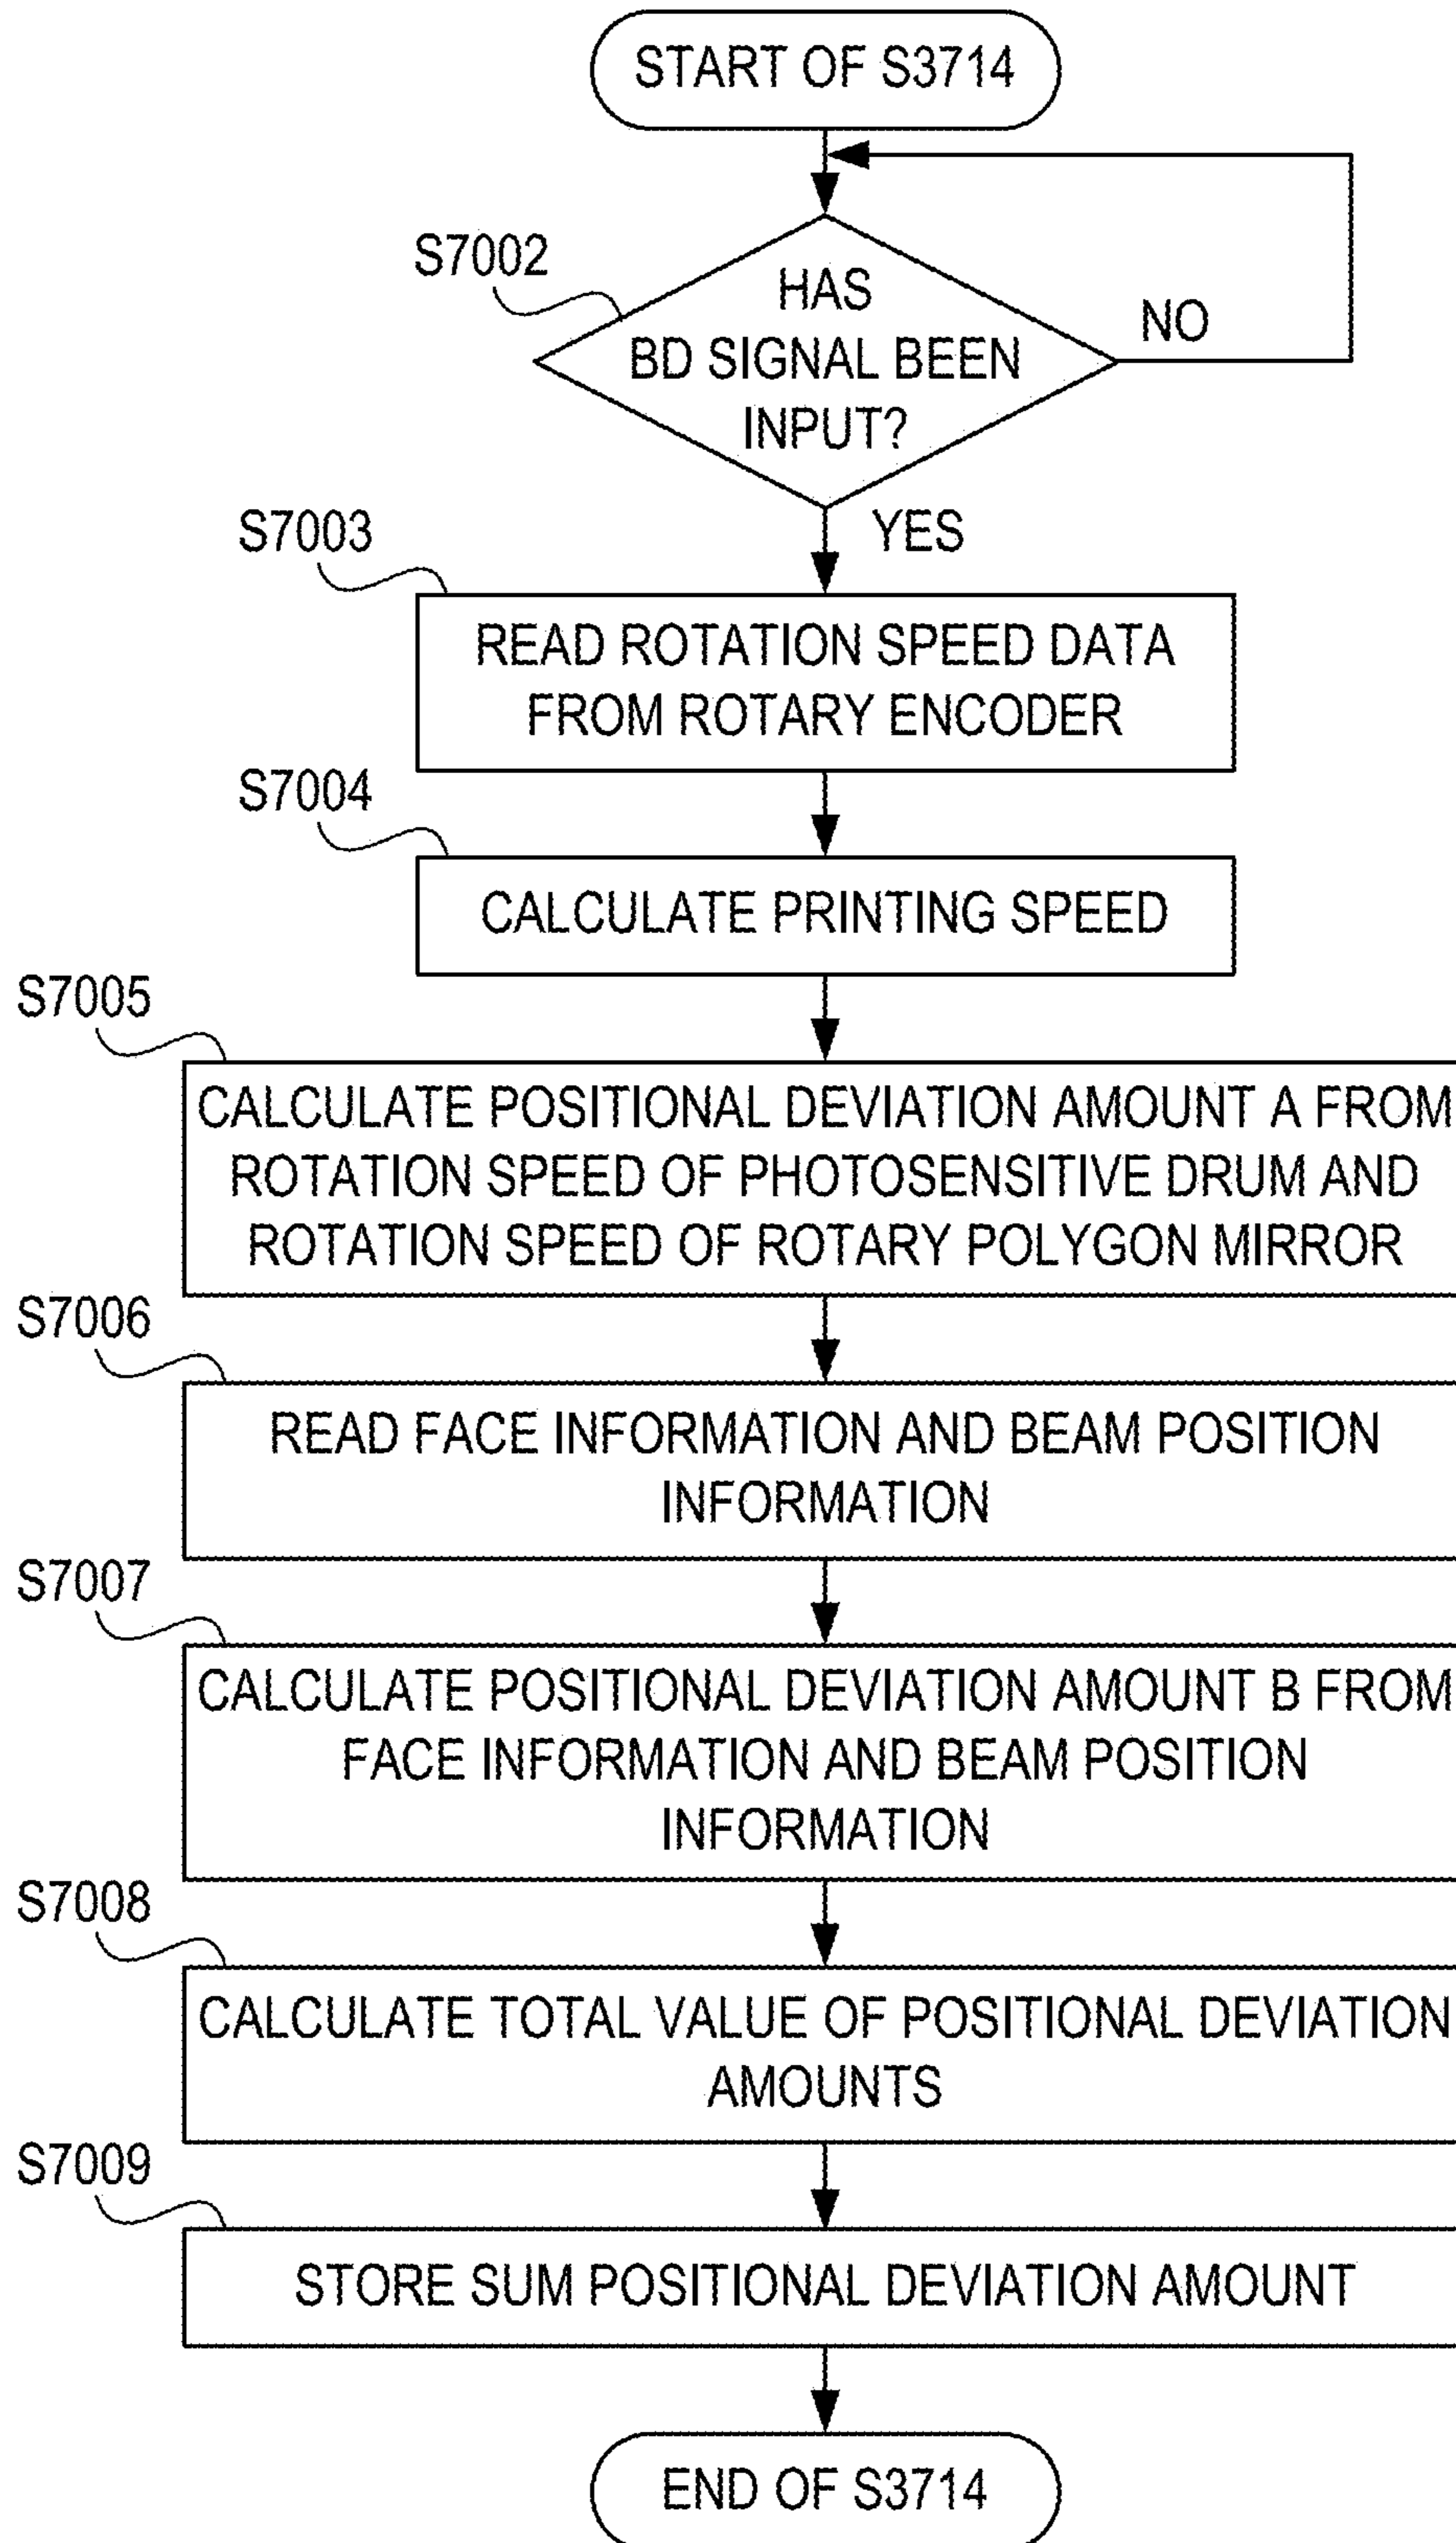 START OF S3714
S7002
HAS
BD SIGNAL BEEN
INPUT?
NO
YES
S7003
READ ROTATION SPEED DATA
FROM ROTARY ENCODER
S7004
CALCULATE PRINTING SPEED
S7005
CALCULATE POSITIONAL DEVIATION AMOUNT A FROM
ROTATION SPEED OF PHOTOSENSITIVE DRUM AND
ROTATION SPEED OF ROTARY POLYGON MIRROR
S7006
READ FACE INFORMATION AND BEAM POSITION
INFORMATION
S7007
CALCULATE POSITIONAL DEVIATION AMOUNT B FROM
FACE INFORMATION AND BEAM POSITION
INFORMATION
S7008
CALCULATE TOTAL VALUE OF POSITIONAL DEVIATION
AMOUNTS
S7009
STORE SUM POSITIONAL DEVIATION AMOUNT
END OF S3714